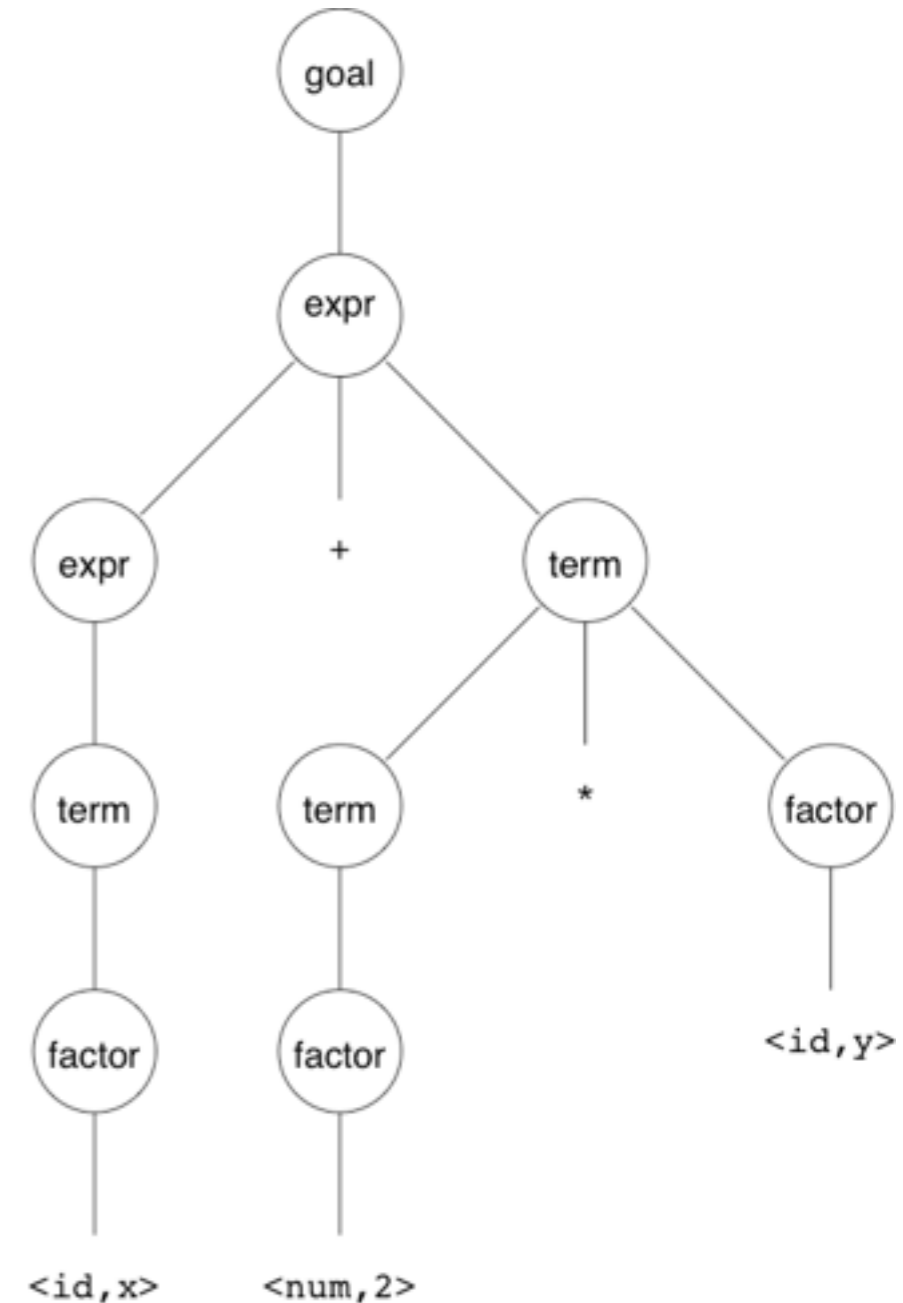 goal
expr
expr + term
term term * factor
factor factor <id,y>
<id,x> <num,2>